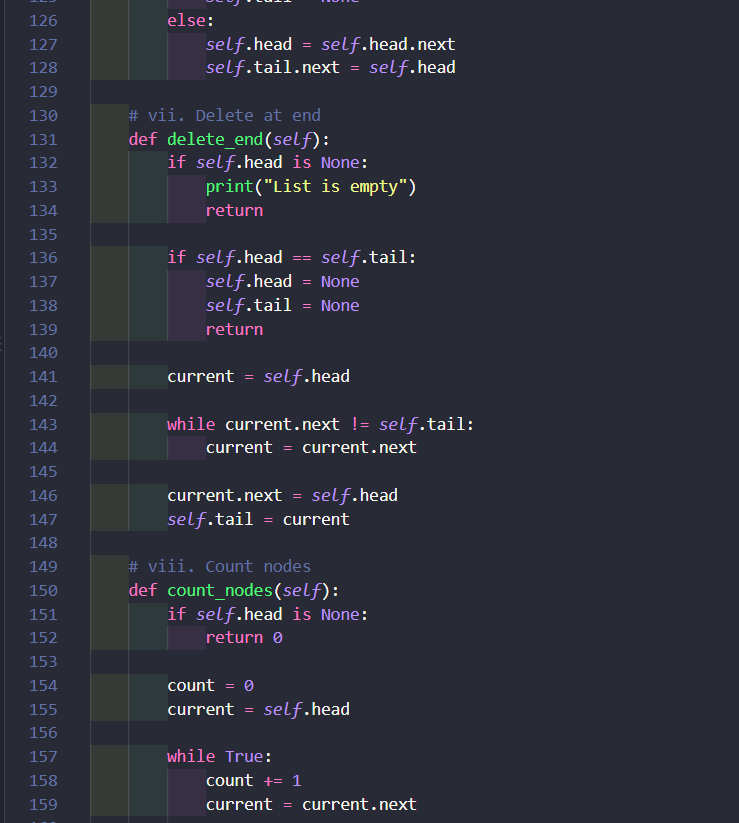 125 self.tail = None
126 else:
127 self.head = self.head.next
128 self.tail.next = self.head
129
130 # vii. Delete at end
131 def delete_end(self):
132 if self.head is None:
133 print("List is empty")
134 return
135
136 if self.head == self.tail:
137 self.head = None
138 self.tail = None
139 return
140
141 current = self.head
142
143 while current.next != self.tail:
144 current = current.next
145
146 current.next = self.head
147 self.tail = current
148
149 # viii. Count nodes
150 def count_nodes(self):
151 if self.head is None:
152 return 0
153
154 count = 0
155 current = self.head
156
157 while True:
158 count += 1
159 current = current.next